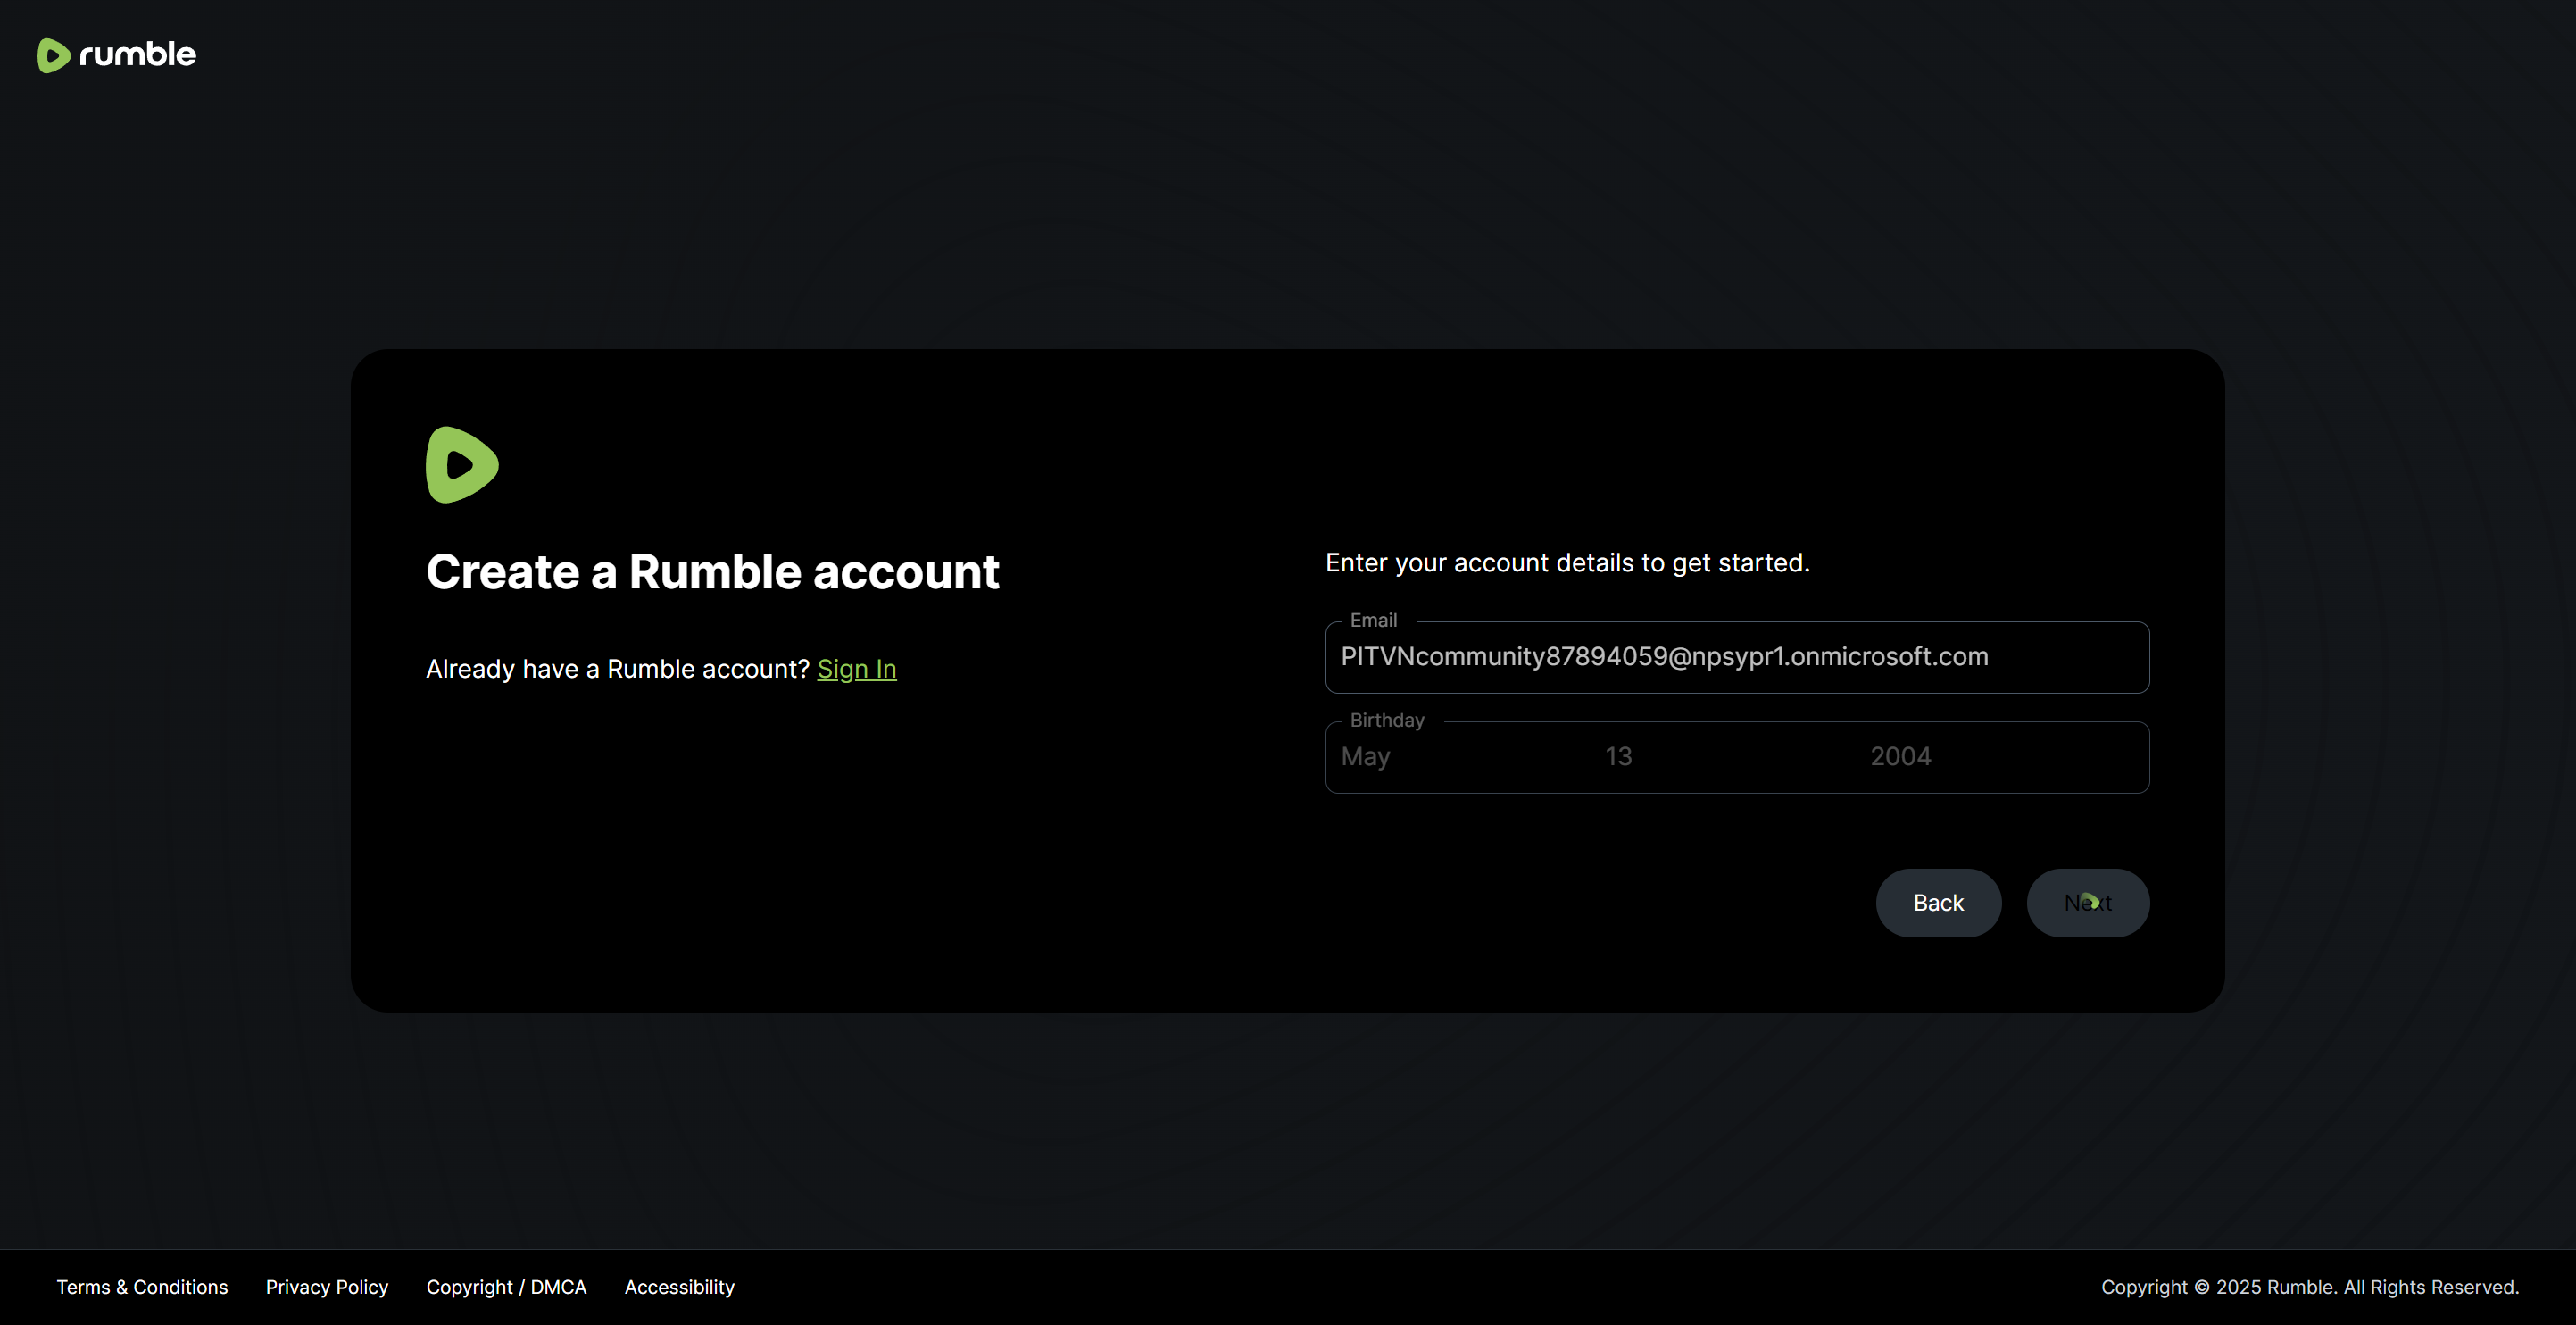 rumble
Create a Rumble account
Already have a Rumble account? Sign In
Enter your account details to get started.
Email
PITVNcommunity87894059@npsypr1.onmicrosoft.com
Birthday
May 13 2004
Back Next
Terms & Conditions Privacy Policy Copyright / DMCA Accessibility Copyright © 2025 Rumble. All Rights Reserved.